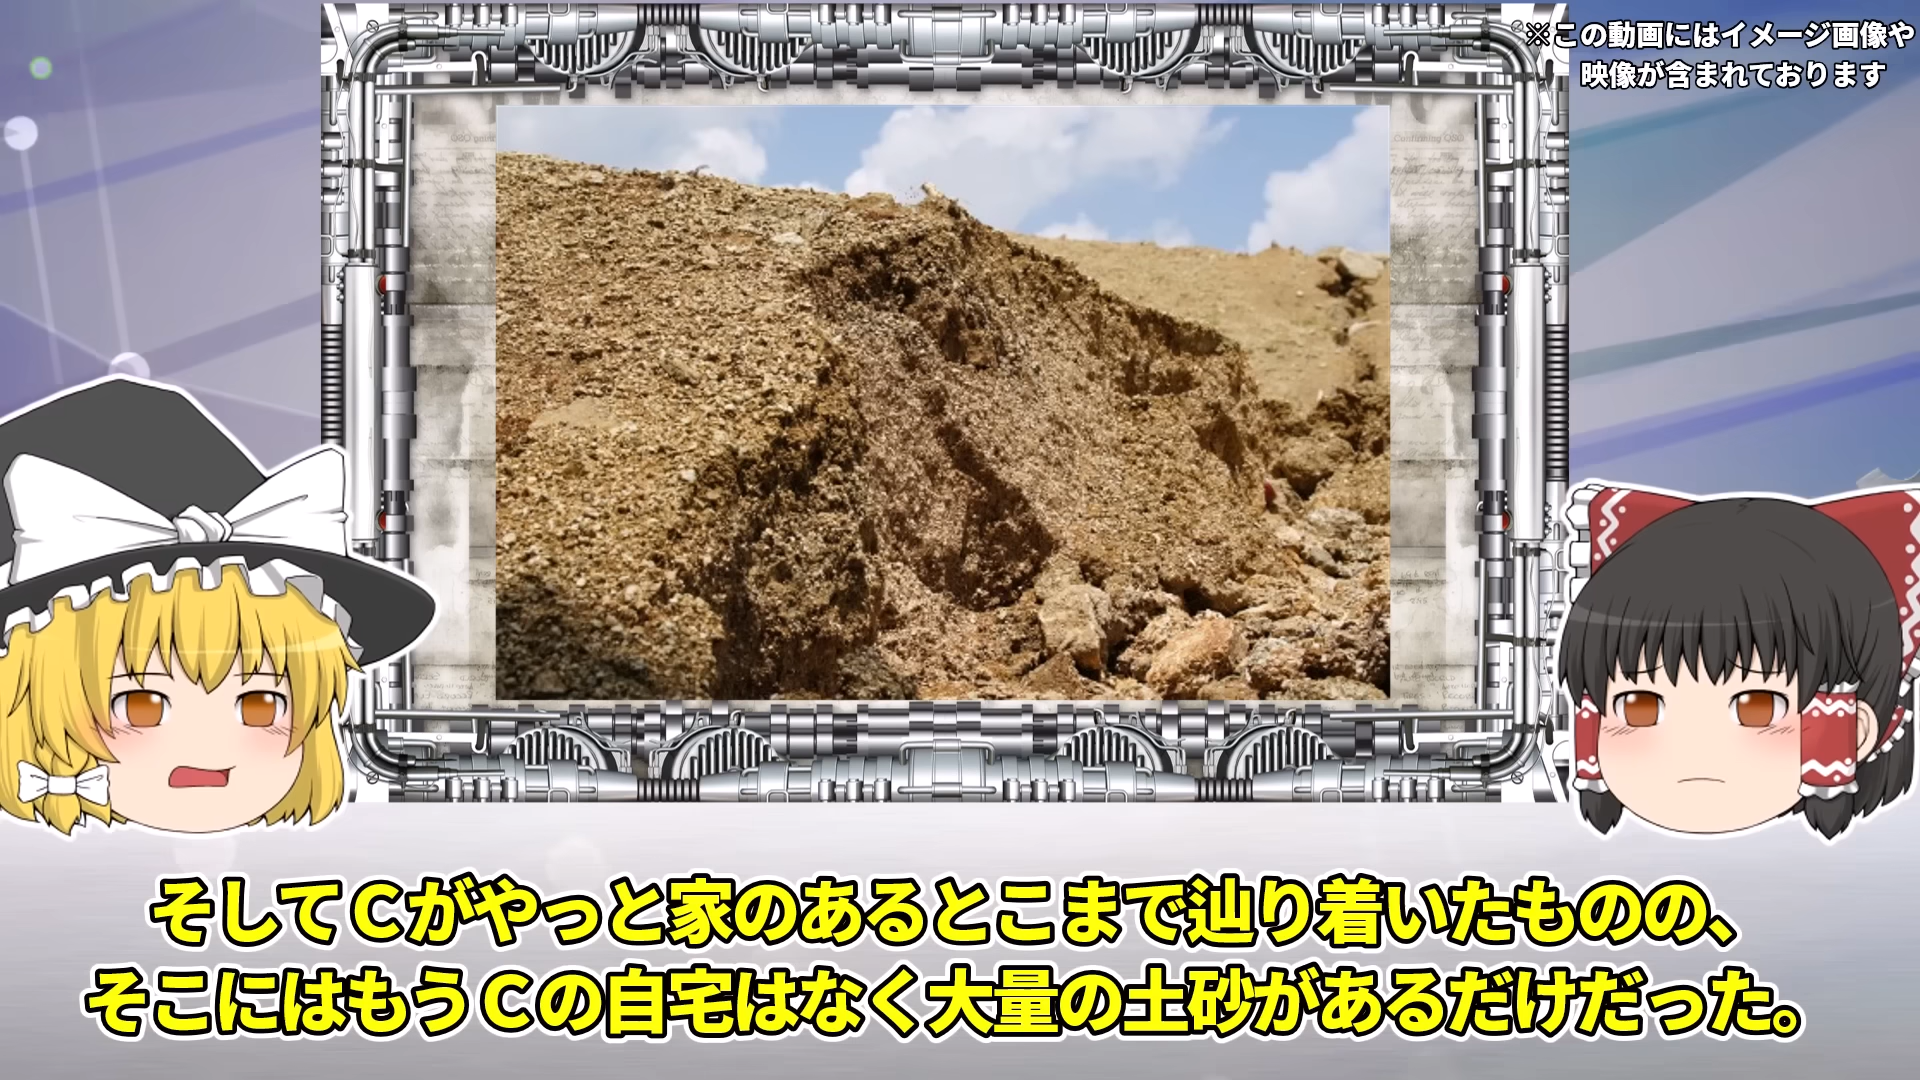 ※この動画にはイメージ画像や
映像が含まれております
そしてＣがやっと家のあるとこまで辿り着いたものの、
そこにはもうＣの自宅はなく大量の土砂があるだけだった。